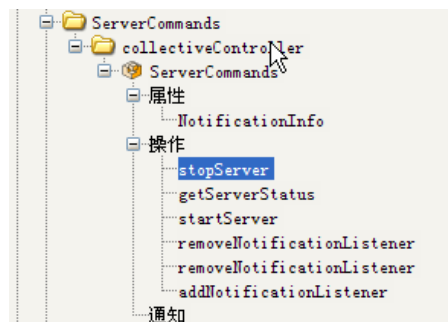 ServerCommands
collectiveController
ServerCommands
属性
NotificationInfo
操作
stopServer
getServerStatus
startServer
removeNotificationListener
removeNotificationListener
addNotificationListener
通知